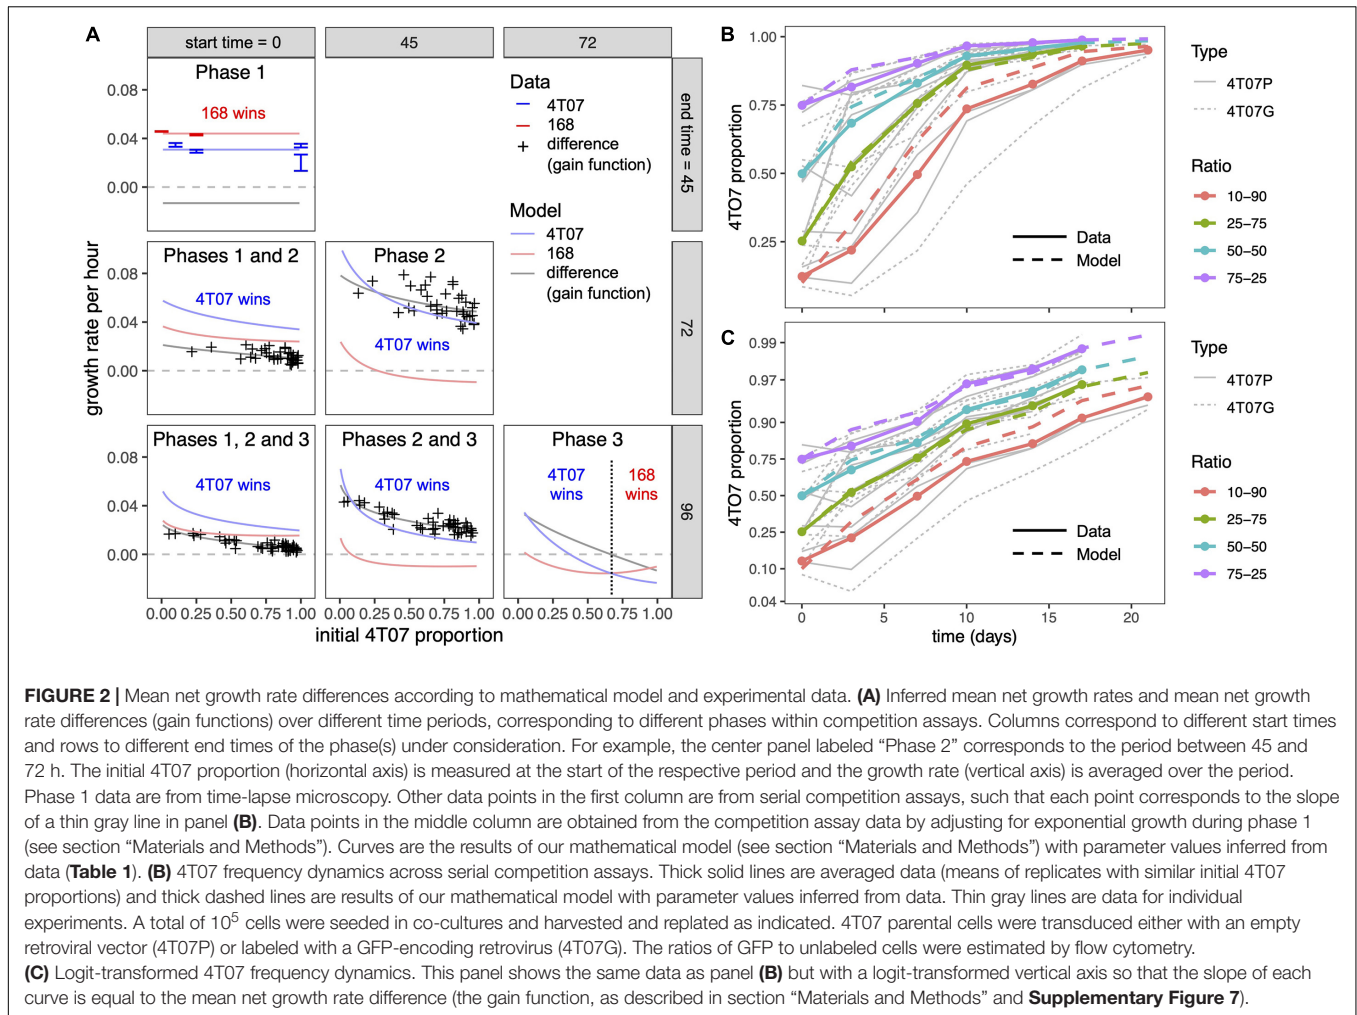 A
start time = 0
45
72
Phase 1
168 wins
0.08
0.04
0.00
end time = 45
Data
4T07
168
difference
(gain function)
Model
4T07
168
difference
(gain function)
growth rate per hour
Phases 1 and 2
4T07 wins
Phase 2
4T07 wins
0.08
0.04
0.00
72
Phases 1, 2 and 3
4T07 wins
Phases 2 and 3
4T07 wins
Phase 3
4T07
wins
168
wins
0.08
0.04
0.00
96
0.00 0.25 0.50 0.75 1.00
0.00 0.25 0.50 0.75 1.00
0.00 0.25 0.50 0.75 1.00
initial 4T07 proportion
B
1.00
0.75
0.50
0.25
4TO7 proportion
Data
Model
Type
4T07P
4T07G
Ratio
10–90
25–75
50–50
75–25
C
0.99
0.97
0.90
0.75
0.50
0.25
0.10
0.04
4TO7 proportion
Data
Model
0 5 10 15 20
time (days)
Type
4T07P
4T07G
Ratio
10–90
25–75
50–50
75–25
FIGURE 2 | Mean net growth rate differences according to mathematical model and experimental data. (A) Inferred mean net growth rates and mean net growth
rate differences (gain functions) over different time periods, corresponding to different phases within competition assays. Columns correspond to different start times
and rows to different end times of the phase(s) under consideration. For example, the center panel labeled “Phase 2” corresponds to the period between 45 and
72 h. The initial 4T07 proportion (horizontal axis) is measured at the start of the respective period and the growth rate (vertical axis) is averaged over the period.
Phase 1 data are from time-lapse microscopy. Other data points in the first column are from serial competition assays, such that each point corresponds to the slope
of a thin gray line in panel (B). Data points in the middle column are obtained from the competition assay data by adjusting for exponential growth during phase 1
(see section “Materials and Methods”). Curves are the results of our mathematical model (see section “Materials and Methods”) with parameter values inferred from
data (Table 1). (B) 4T07 frequency dynamics across serial competition assays. Thick solid lines are averaged data (means of replicates with similar initial 4T07
proportions) and thick dashed lines are results of our mathematical model with parameter values inferred from data. Thin gray lines are data for individual
experiments. A total of 10⁵ cells were seeded in co-cultures and harvested and replated as indicated. 4T07 parental cells were transduced either with an empty
retroviral vector (4T07P) or labeled with a GFP-encoding retrovirus (4T07G). The ratios of GFP to unlabeled cells were estimated by flow cytometry.
(C) Logit-transformed 4T07 frequency dynamics. This panel shows the same data as panel (B) but with a logit-transformed vertical axis so that the slope of each
curve is equal to the mean net growth rate difference (the gain function, as described in section “Materials and Methods” and Supplementary Figure 7).